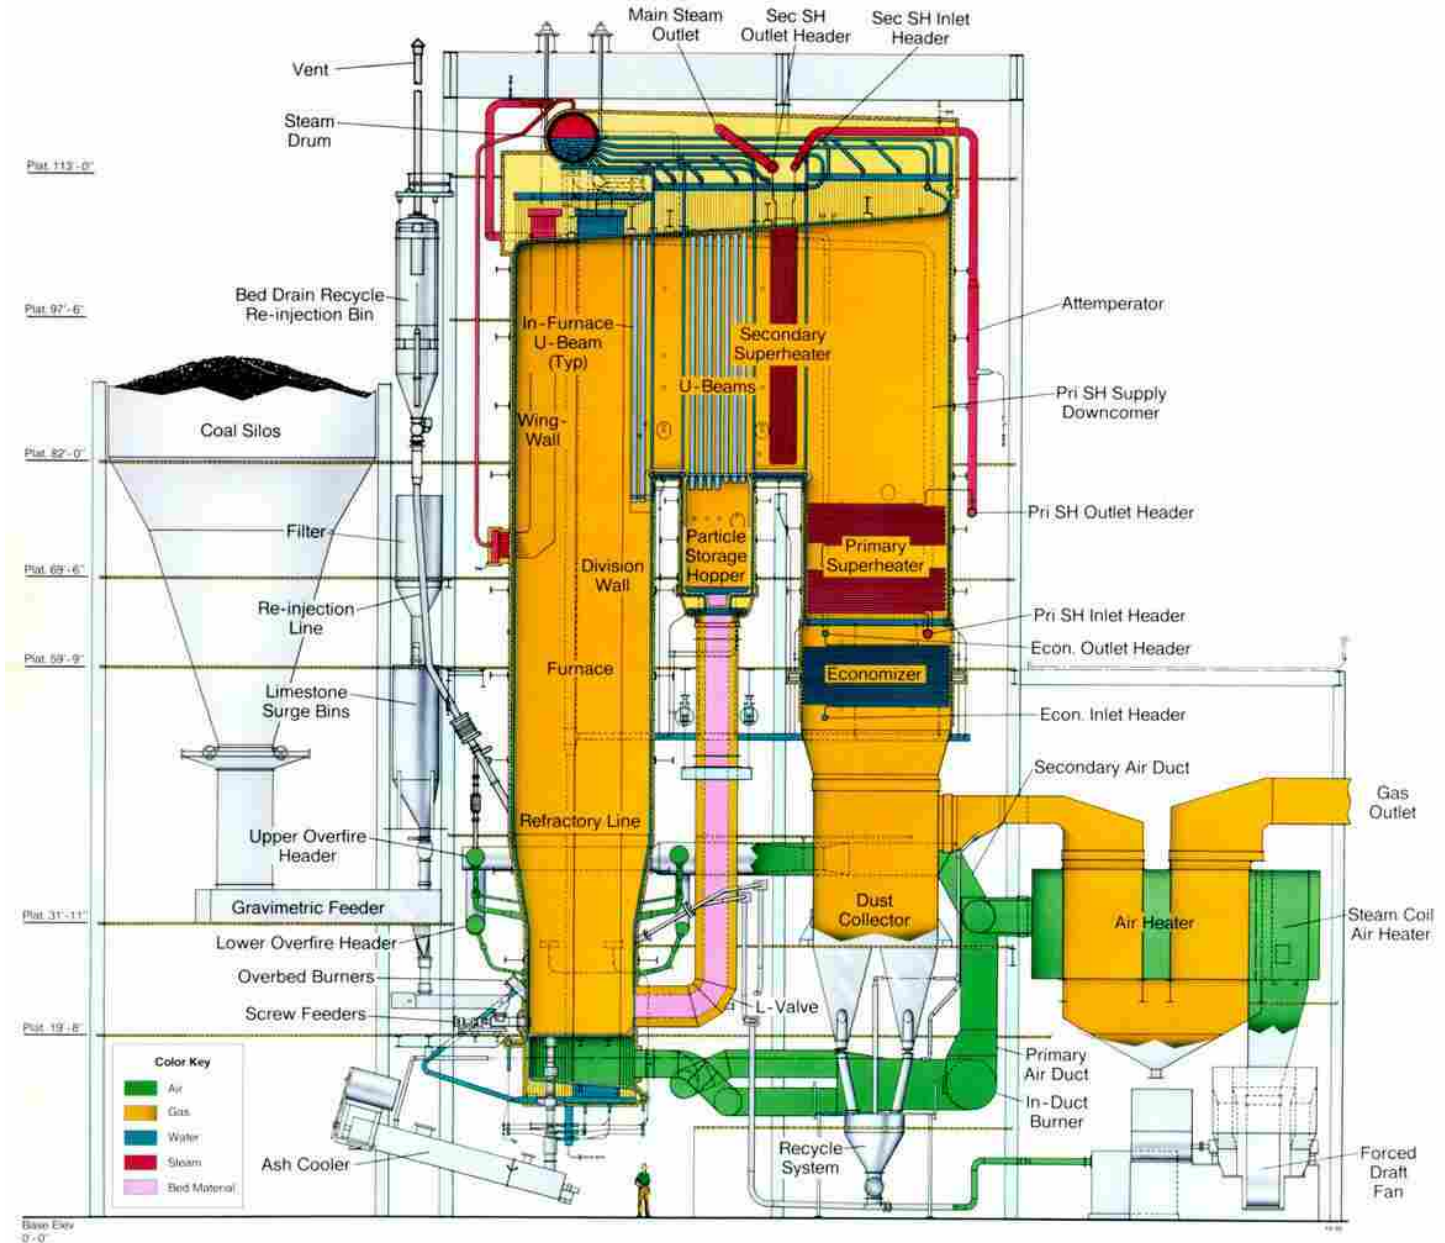 Main Steam
Outlet
Sec SH
Outlet Header
Sec SH Inlet
Header
Vent
Steam
Drum
Plat. 113'-0"
Bed Drain Recycle
Re-injection Bin
Plat. 97'-6"
In-Furnace
U-Beam
(Typ)
Secondary
Superheater
Attemperator
U-Beams
Pri SH Supply
Downcomer
Coal Silos
Wing-
Wall
Plat. 82'-0"
Pri SH Outlet Header
Filter
Particle
Storage
Hopper
Primary
Superheater
Division
Wall
Plat. 69'-6"
Re-injection
Line
Pri SH Inlet Header
Econ. Outlet Header
Plat. 59'-9"
Furnace
Economizer
Limestone
Surge Bins
Econ. Inlet Header
Secondary Air Duct
Gas
Outlet
Refractory Line
Upper Overfire
Header
Gravimetric Feeder
Dust
Collector
Plat. 31'-11"
Air Heater
Steam Coil
Air Heater
Lower Overfire Header
Overbed Burners
L-Valve
Screw Feeders
Plat. 19'-8"
Primary
Air Duct
In-Duct
Burner
Color Key
Air
Gas
Water
Steam
Bed Material
Ash Cooler
Recycle
System
Forced
Draft
Fan
Base Elev
0'-0"